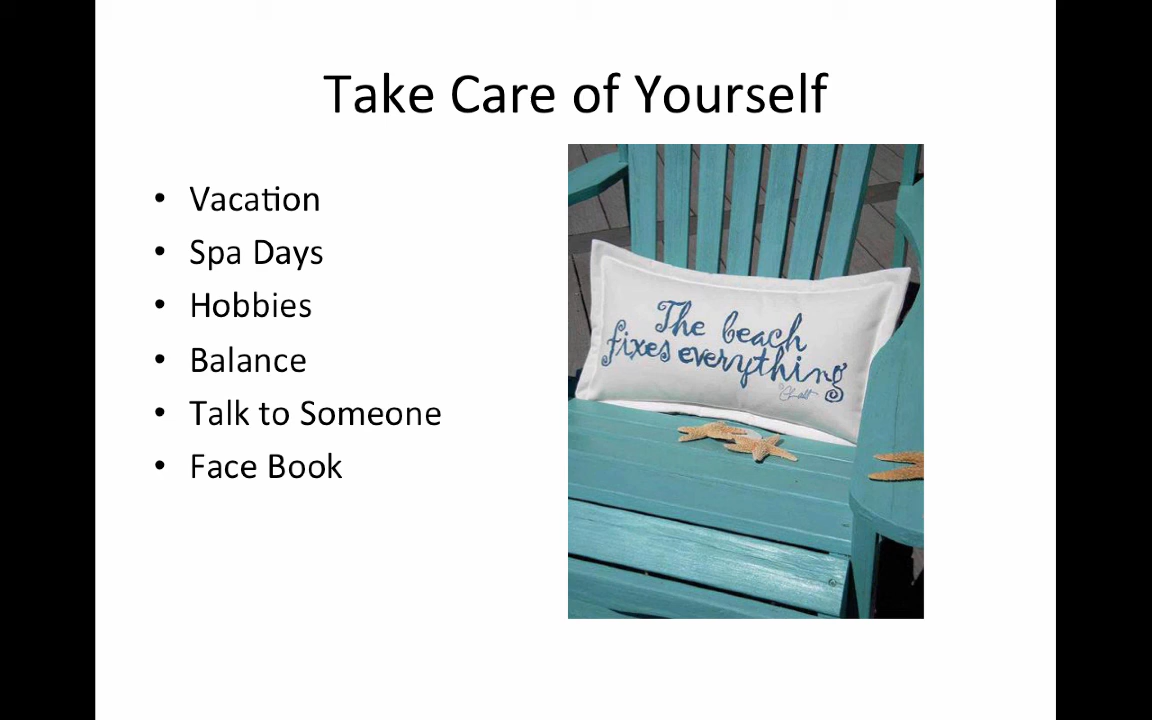 Take Care of Yourself
• Vacation
• Spa Days
• Hobbies
• Balance
• Talk to Someone
• Face Book
The beach
fixes everything